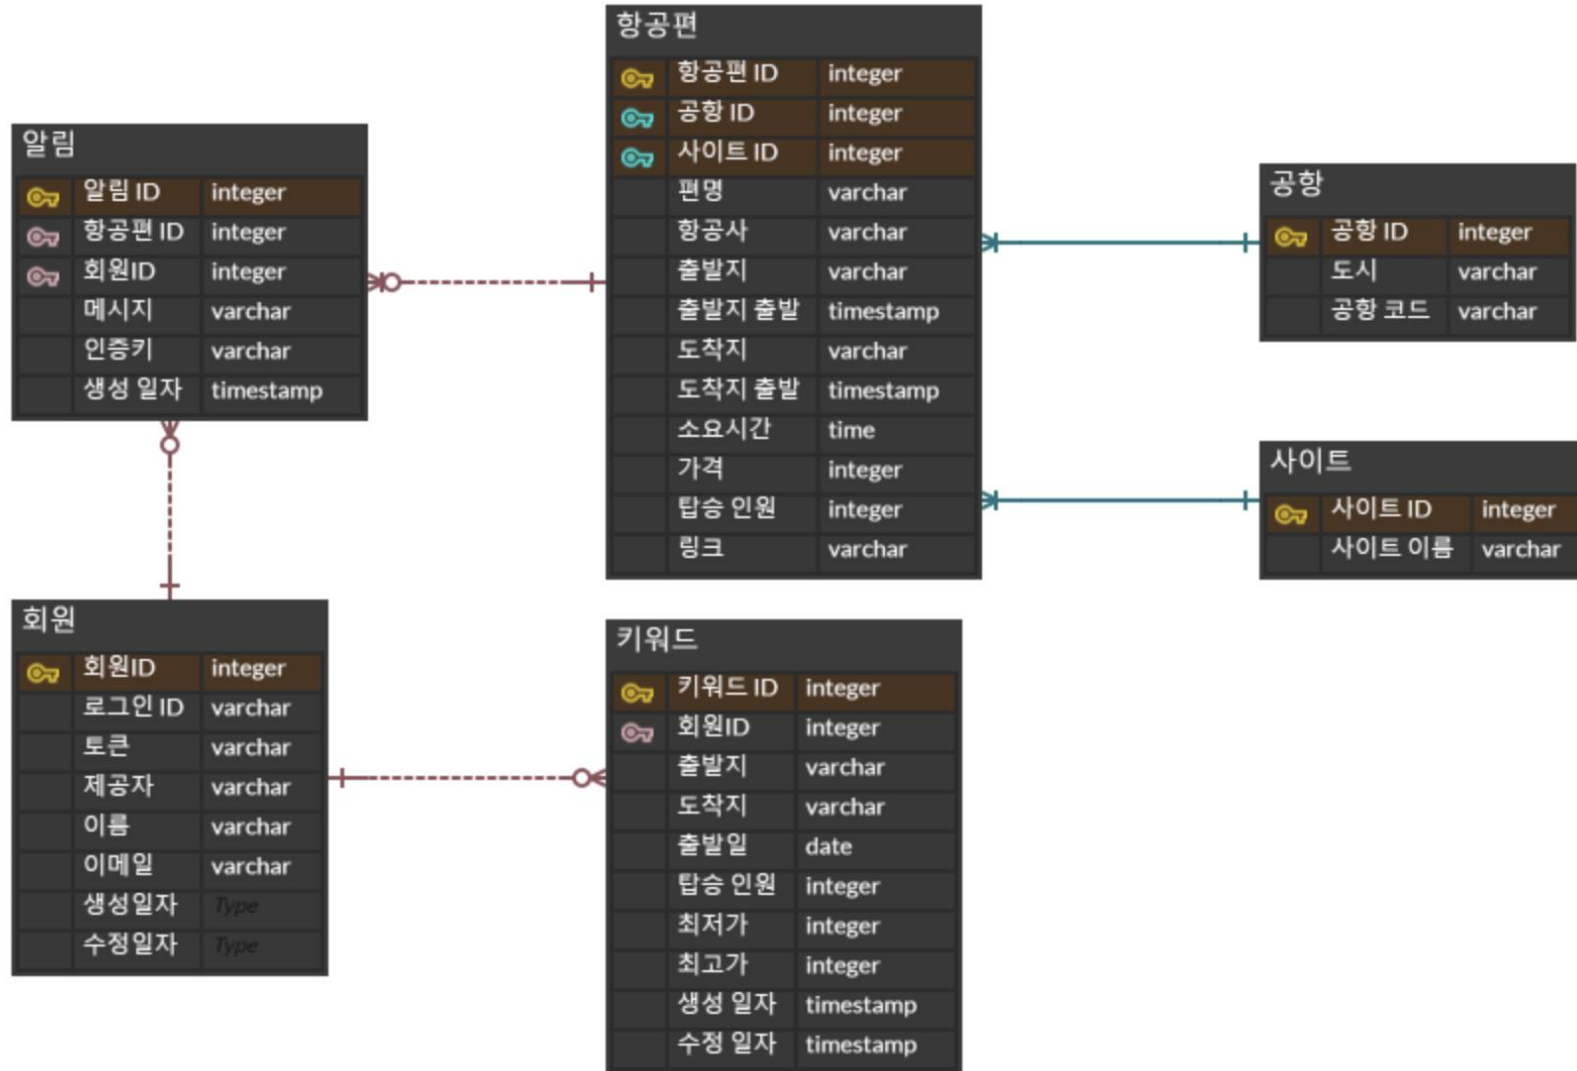 알림
알림 ID integer
항공편 ID integer
회원ID integer
메시지 varchar
인증키 varchar
생성 일자 timestamp
항공편
항공편 ID integer
공항 ID integer
사이트 ID integer
편명 varchar
항공사 varchar
출발지 varchar
출발지 출발 timestamp
도착지 varchar
도착지 출발 timestamp
소요시간 time
가격 integer
탑승 인원 integer
링크 varchar
공항
공항 ID integer
도시 varchar
공항 코드 varchar
사이트
사이트 ID integer
사이트 이름 varchar
회원
회원ID integer
로그인 ID varchar
토큰 varchar
제공자 varchar
이름 varchar
이메일 varchar
생성일자 Type
수정일자 Type
키워드
키워드 ID integer
회원ID integer
출발지 varchar
도착지 varchar
출발일 date
탑승 인원 integer
최저가 integer
최고가 integer
생성 일자 timestamp
수정 일자 timestamp